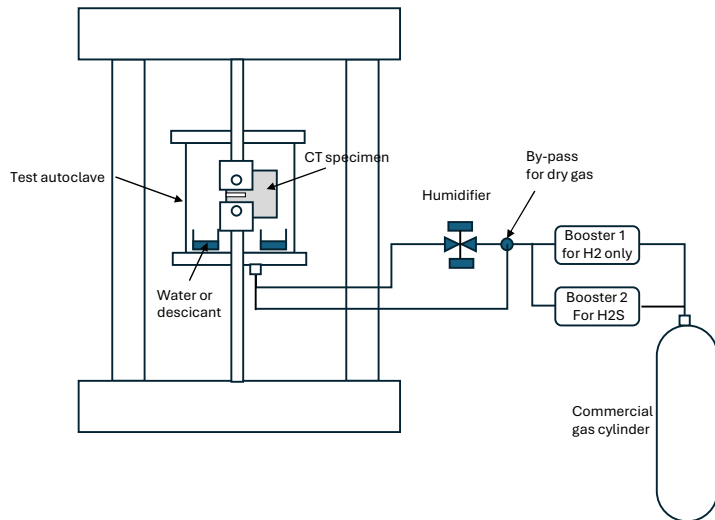 CT specimen
By-pass
for dry gas
Test autoclave
Humidifier
Booster 1
for H2 only
Water or
descicant
Booster 2
For H2S
Commercial
gas cylinder